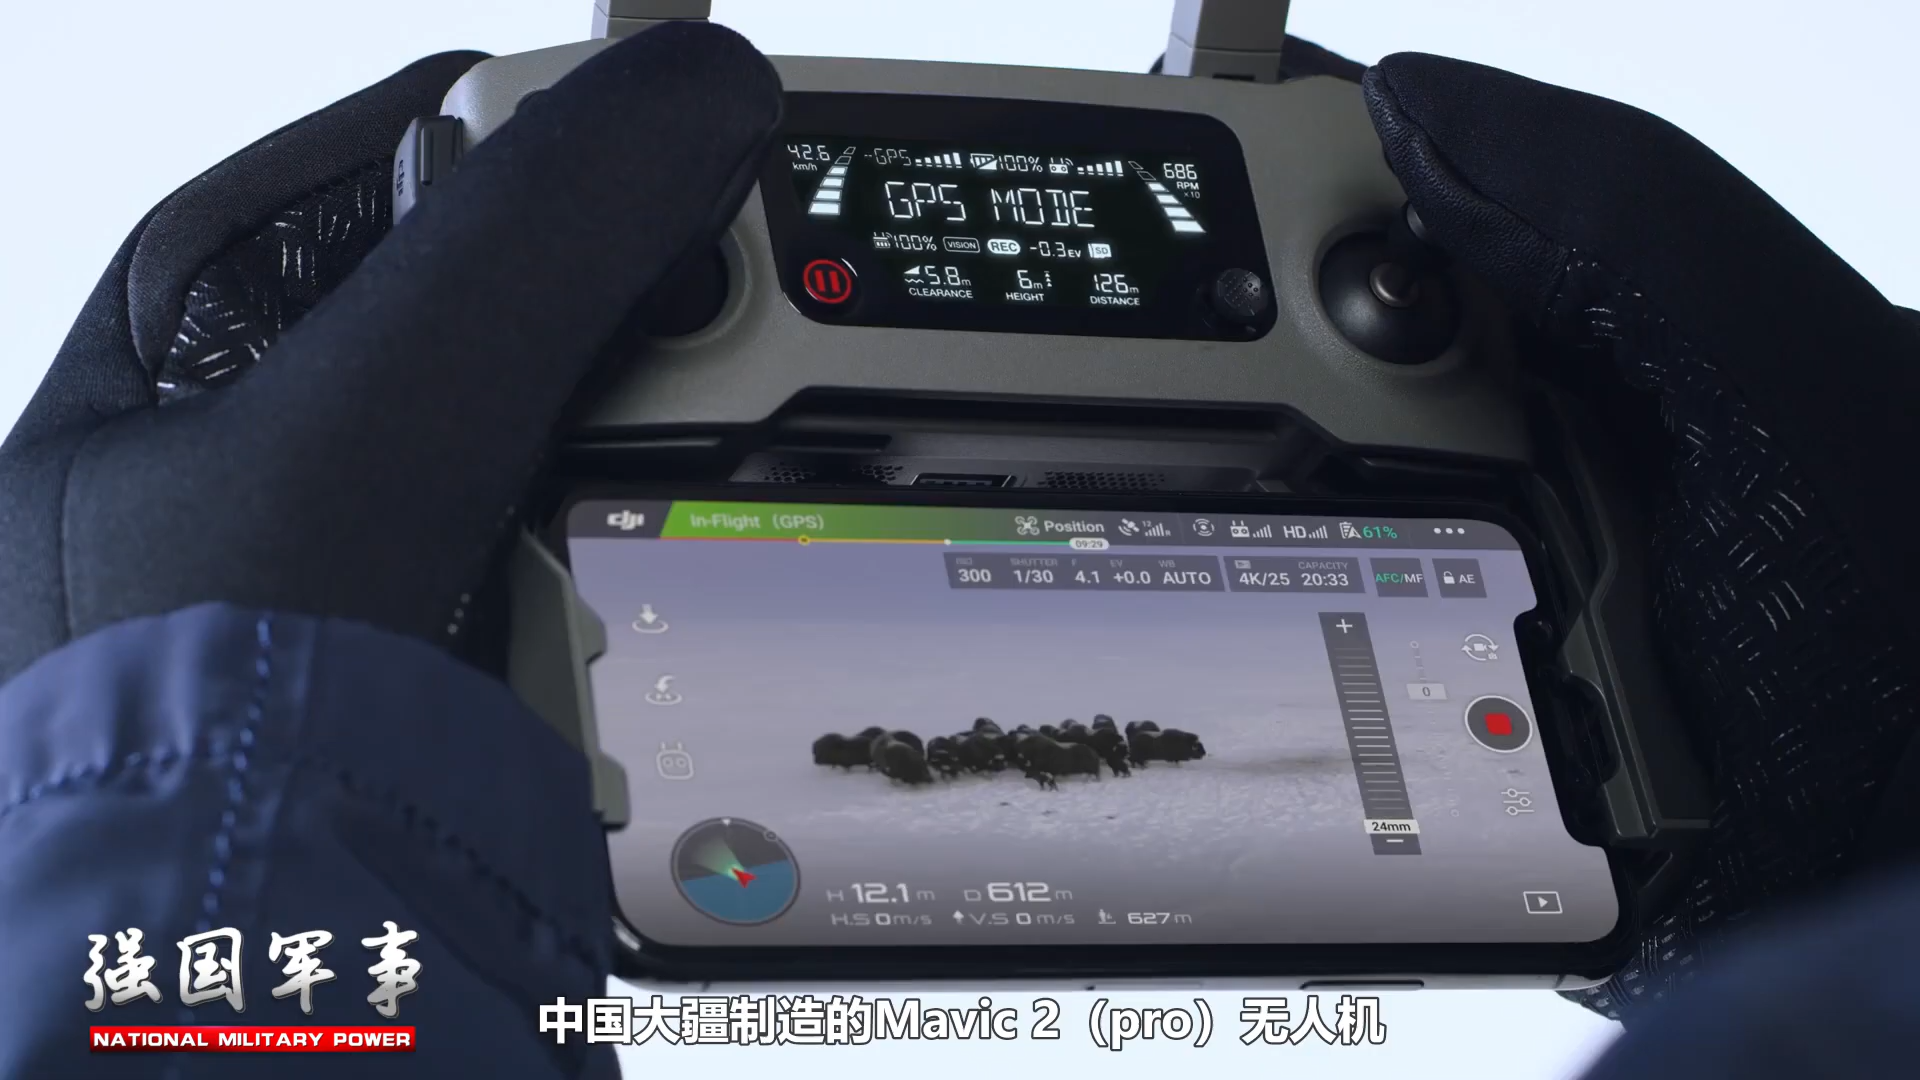 42.6
km/h
GPS
100%
686
RPM
×10
GPS MODE
100%
VISION
REC
-0.3EV
SD
5.8m
CLEARANCE
6m
HEIGHT
126m
DISTANCE
dji
dji
In-Flight (GPS)
Position
12
R
HD
61%
09:29
ISO
300
SHUTTER
1/30
F
4.1
EV
+0.0
WB
AUTO
4K/25
CAPACITY
20:33
AFC/MF
AE
+
0
24mm
−
H 12.1 m D 612 m
H.S 0 m/s V.S 0 m/s 627 m
强国军事
NATIONAL MILITARY POWER
中国大疆制造的Mavic 2（pro）无人机